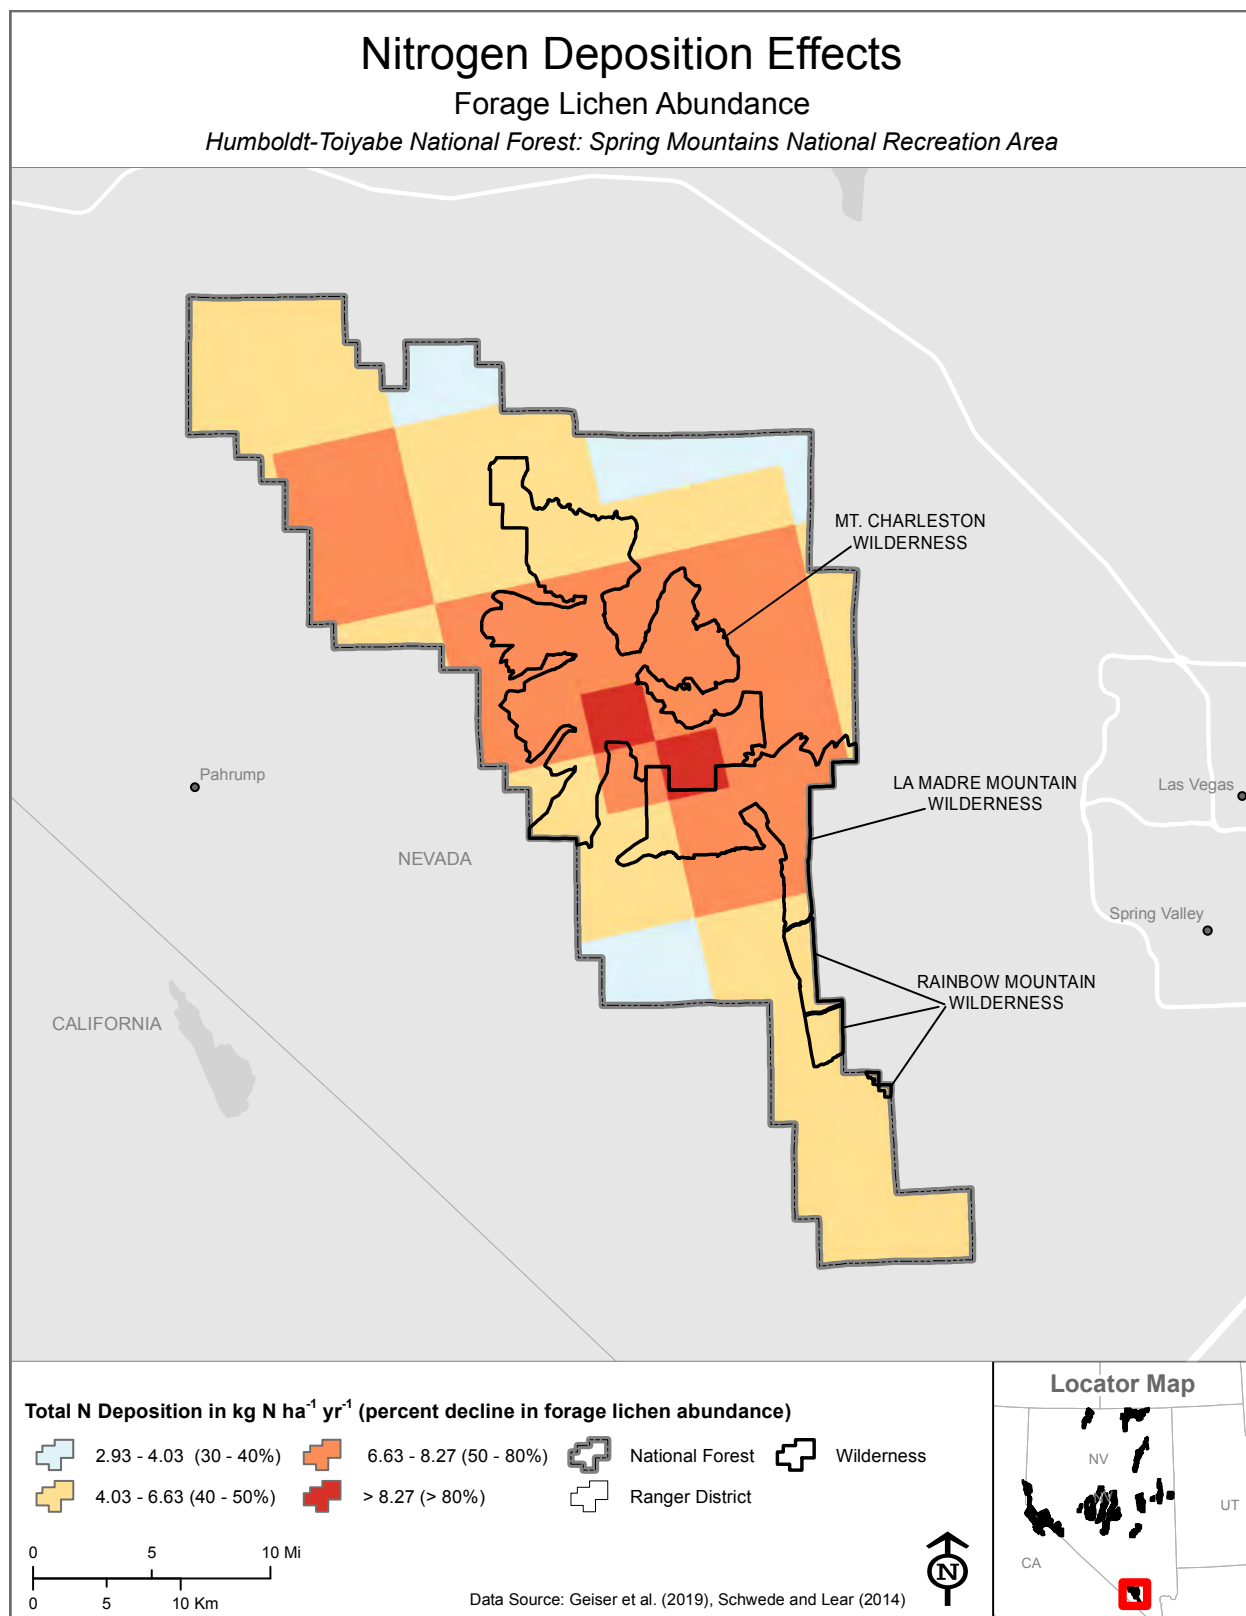 Nitrogen Deposition Effects
Forage Lichen Abundance
Humboldt-Toiyabe National Forest: Spring Mountains National Recreation Area
MT. CHARLESTON
WILDERNESS
Pahrump
LA MADRE MOUNTAIN
WILDERNESS
Las Vegas
NEVADA
Spring Valley
RAINBOW MOUNTAIN
WILDERNESS
CALIFORNIA
Total N Deposition in kg N ha⁻¹ yr⁻¹ (percent decline in forage lichen abundance)
2.93 - 4.03 (30 - 40%)
6.63 - 8.27 (50 - 80%)
National Forest
Wilderness
4.03 - 6.63 (40 - 50%)
> 8.27 (> 80%)
Ranger District
0 5 10 Mi
0 5 10 Km
Data Source: Geiser et al. (2019), Schwede and Lear (2014)
N
Locator Map
NV
UT
CA